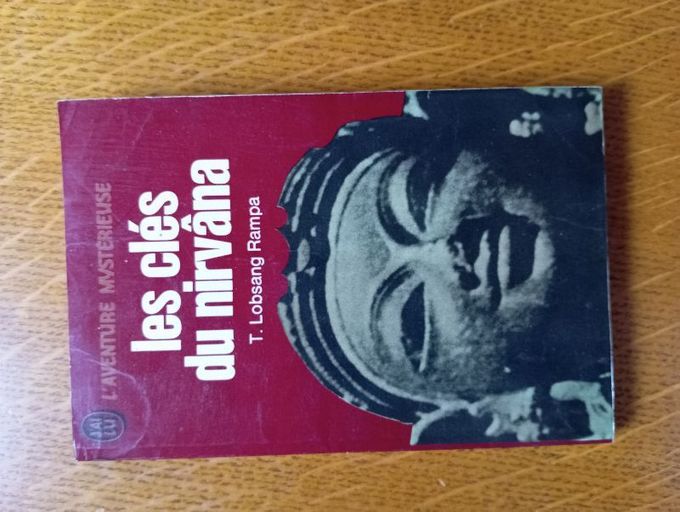 J'AI
LU
L'AVENTURE MYSTÉRIEUSE
les clés
du nirvâna
T. Lobsang Rampa